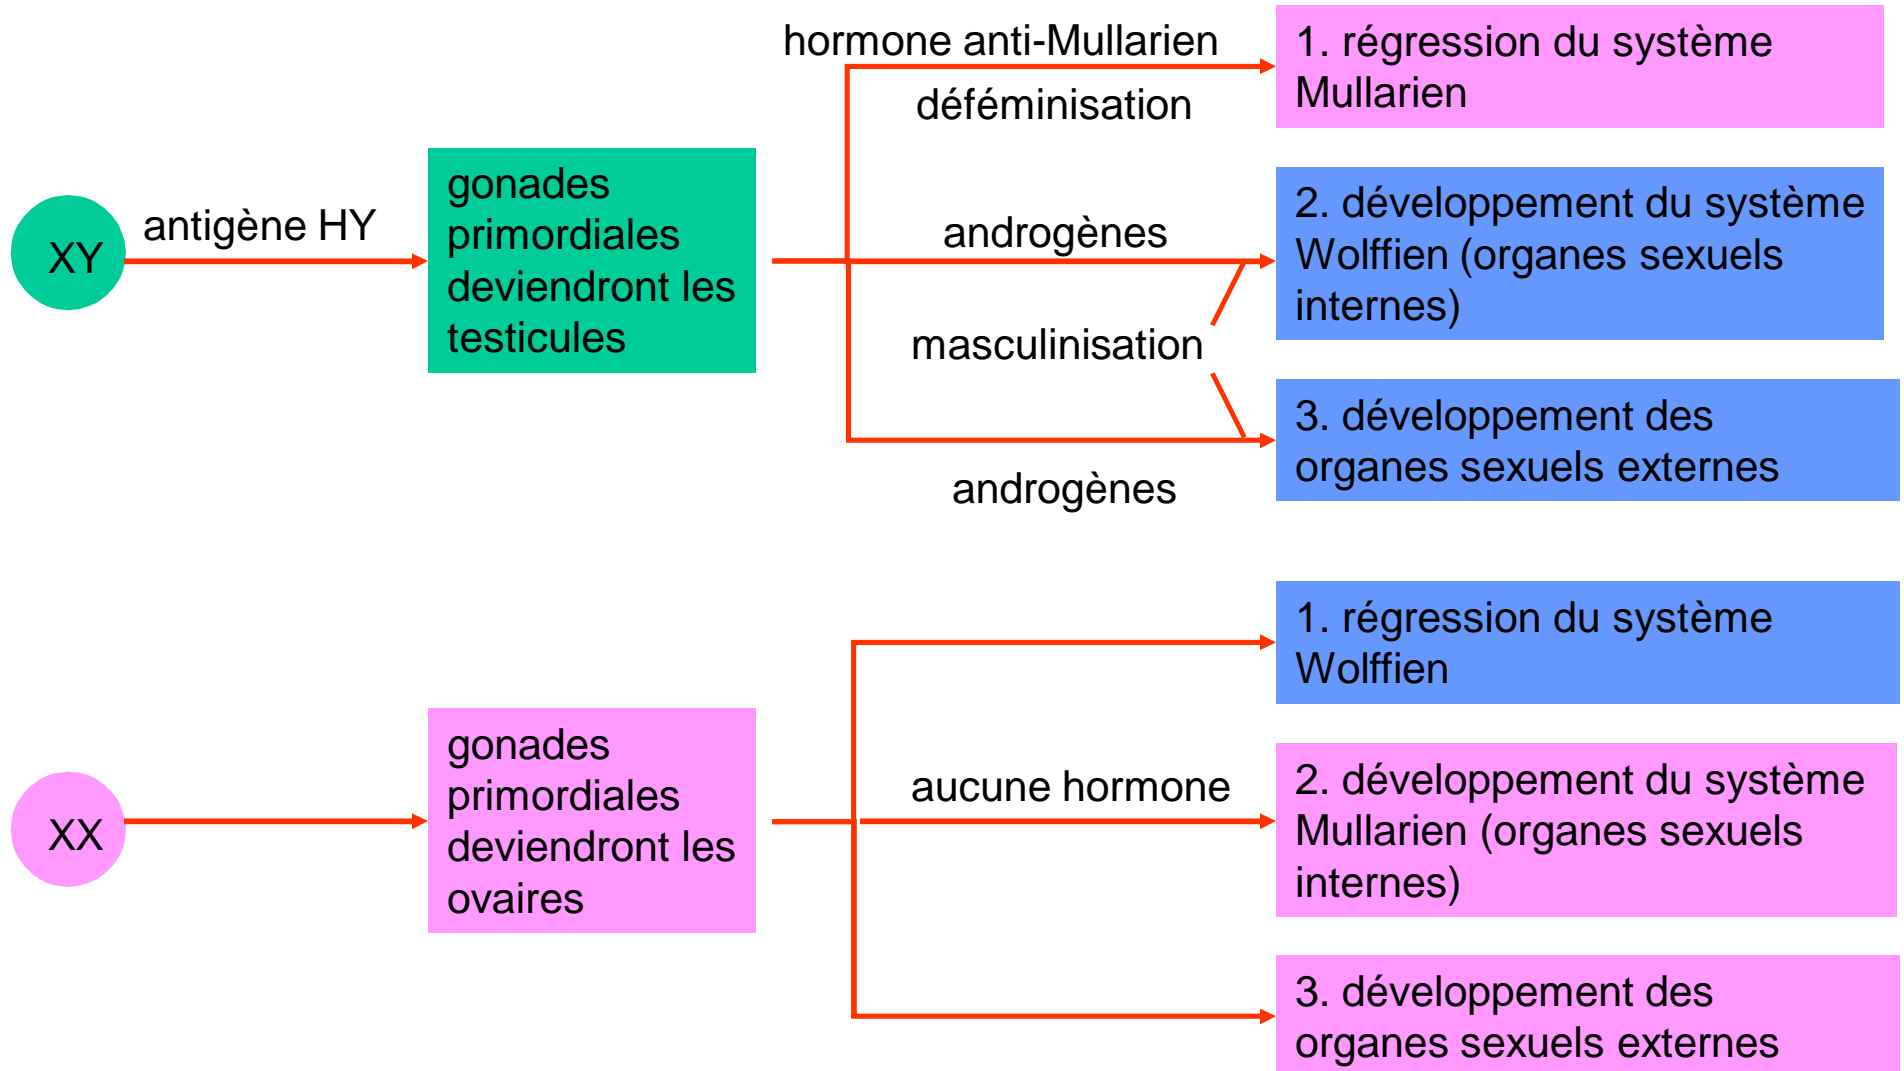 hormone anti-Mullarien
déféminisation
1. régression du système
Mullarien
XY
antigène HY
gonades
primordiales
deviendront les
testicules
androgènes
masculinisation
androgènes
2. développement du système
Wolffien (organes sexuels
internes)
3. développement des
organes sexuels externes
XX
gonades
primordiales
deviendront les
ovaires
aucune hormone
1. régression du système
Wolffien
2. développement du système
Mullarien (organes sexuels
internes)
3. développement des
organes sexuels externes